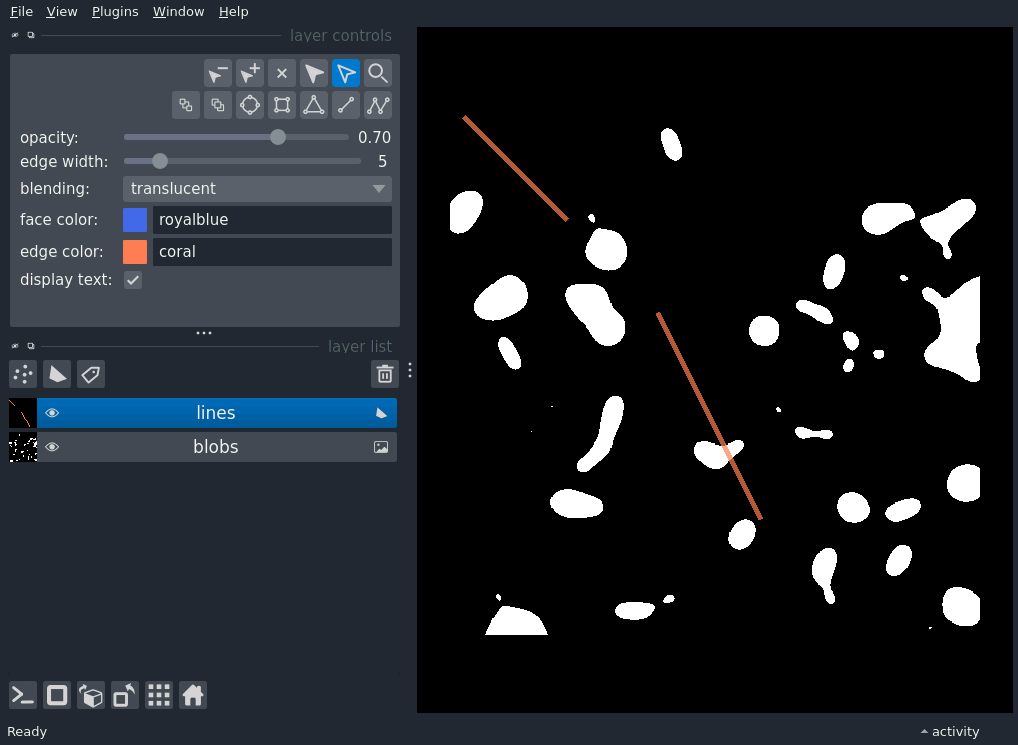 File View Plugins Window Help
layer controls
opacity: 0.70
edge width: 5
blending: translucent
face color: royalblue
edge color: coral
display text:
layer list
lines
blobs
Ready activity